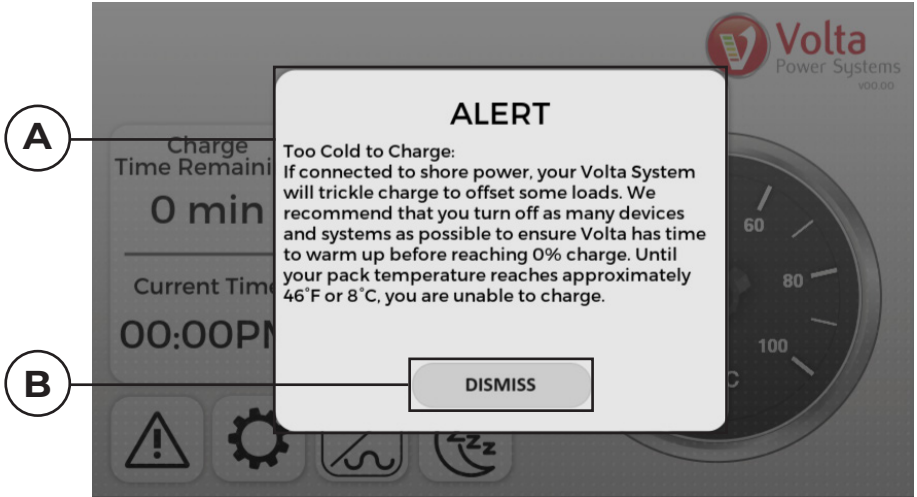 Volta
Power Systems
v00.00
A
ALERT
Charge
Time Remaini
0 min
Too Cold to Charge:
If connected to shore power, your Volta System
will trickle charge to offset some loads. We
recommend that you turn off as many devices
and systems as possible to ensure Volta has time
to warm up before reaching 0% charge. Until
your pack temperature reaches approximately
46°F or 8°C, you are unable to charge.
60
80
100
C
Current Time
00:00PM
B
DISMISS
Zzz